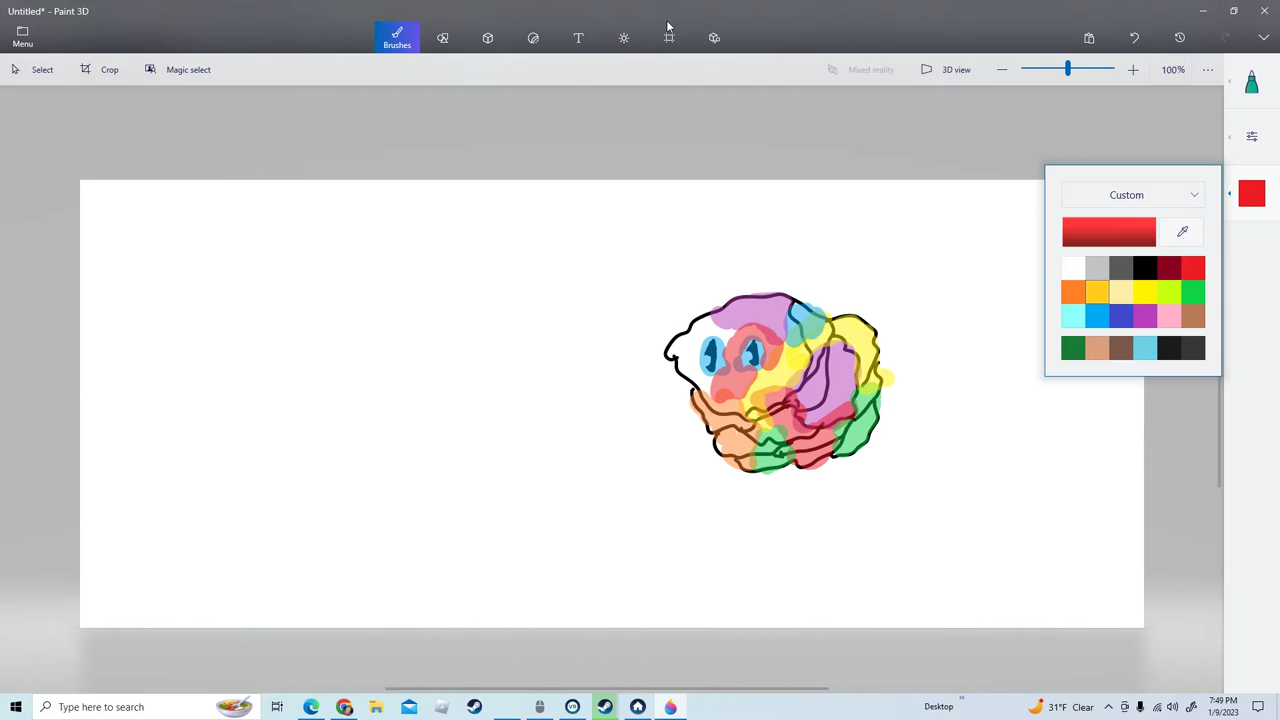 Untitled* - Paint 3D
Menu
Brushes
Select
Crop
Magic select
Mixed reality
3D view
100%
Custom
Type here to search
Desktop
31°F Clear
7:49 PM
1/9/2023